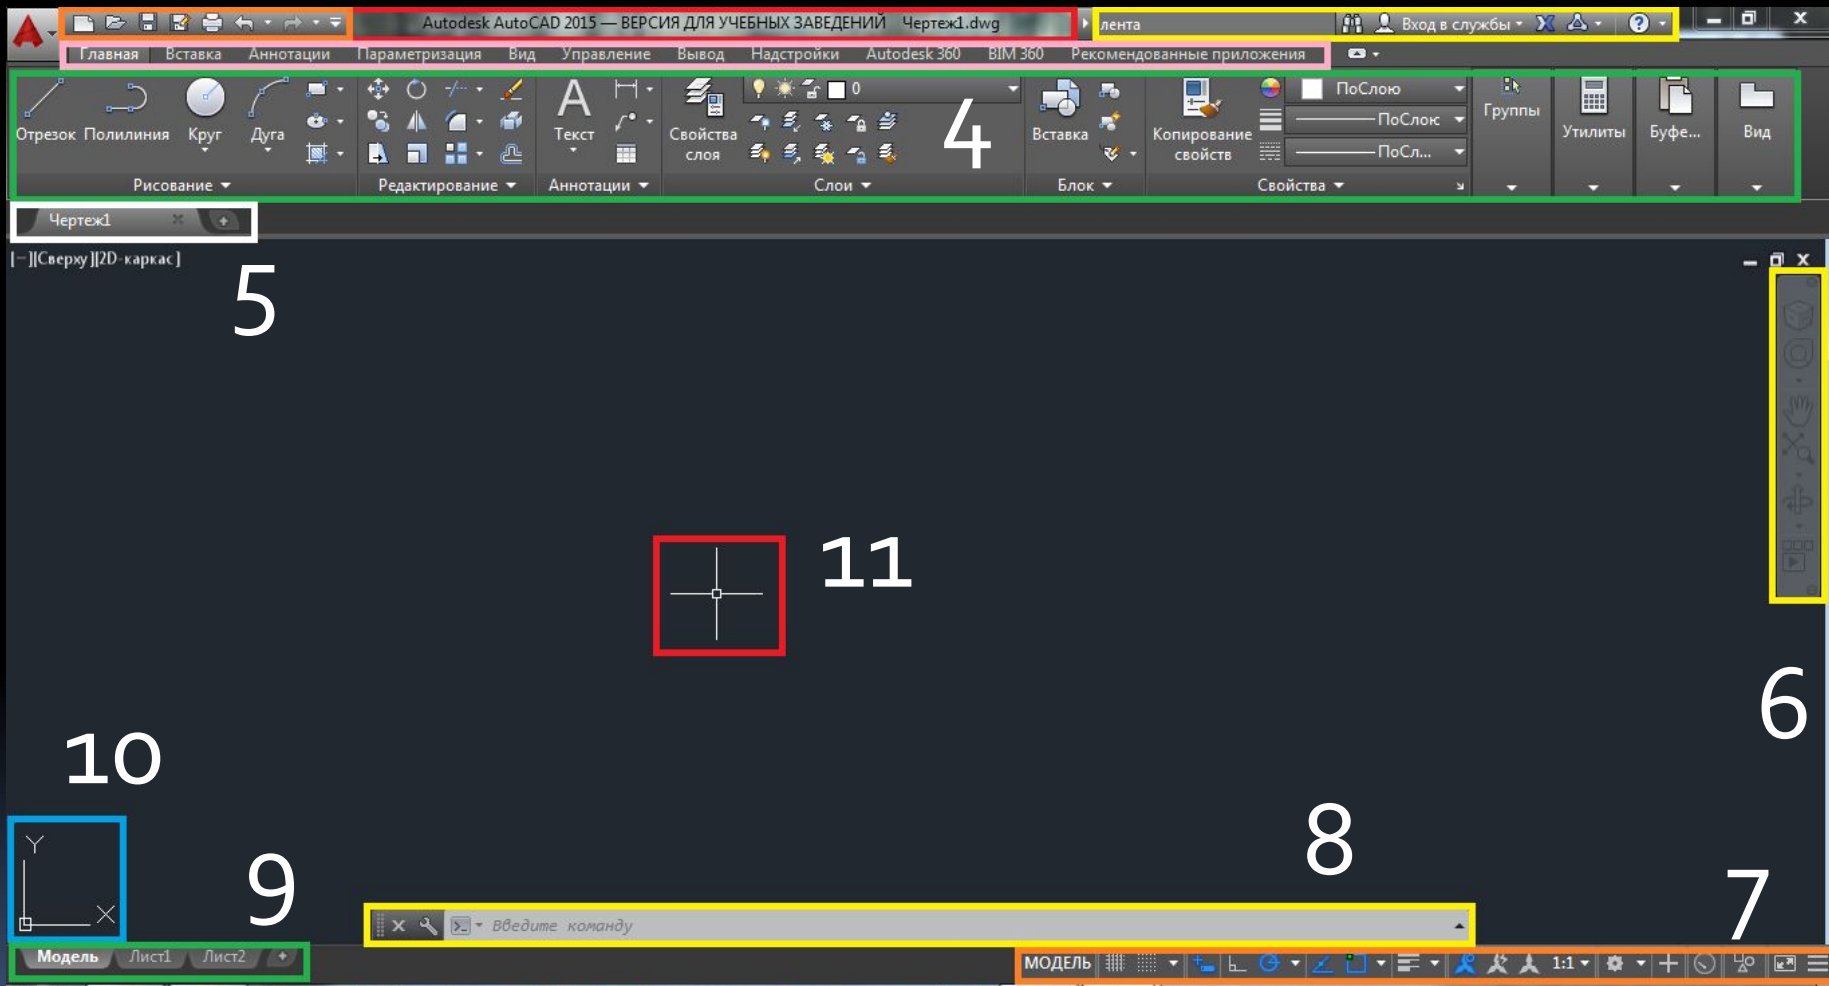 Autodesk AutoCAD 2015 — ВЕРСИЯ ДЛЯ УЧЕБНЫХ ЗАВЕДЕНИЙ Чертеж1.dwg
лента
Вход в службы
Главная Вставка Аннотации Параметризация Вид Управление Вывод Надстройки Autodesk 360 BIM 360 Рекомендованные приложения
0
ПоСлою
Группы
Отрезок Полилиния Круг Дуга
A
Текст
Свойства слоя
4
Вставка
Копирование свойств
ПоСлою
ПоСл...
Утилиты
Буфе...
Вид
Рисование Редактирование Аннотации Слои Блок Свойства
Чертеж1
[−][Сверху][2D-каркас]
5
11
6
10
Y
X
8
9
7
Введите команду
Модель Лист1 Лист2
МОДЕЛЬ 1:1